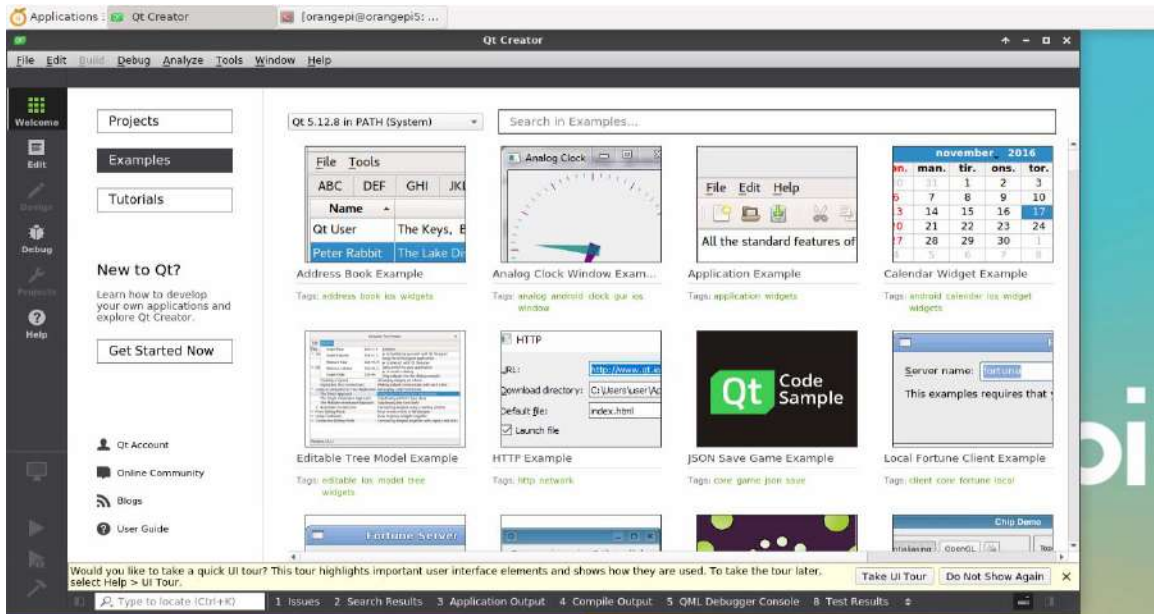 Applications
Qt Creator
[orangepi@orangepi5: ...
Qt Creator
File Edit Build Debug Analyze Tools Window Help
Welcome
Edit
Design
Debug
Projects
Help
Projects
Examples
Tutorials
New to Qt?
Learn how to develop
your own applications and
explore Qt Creator.
Get Started Now
Qt Account
Online Community
Blogs
User Guide
Qt 5.12.8 in PATH (System)
Search in Examples...
File Tools
ABC DEF GHI JKL
Name
Qt User The Keys, E
Peter Rabbit The Lake Di
Address Book Example
Tags: address book ios widgets
Analog Clock
Analog Clock Window Exam...
Tags: analog android clock gui ios
window
File Edit Help
All the standard features of
Application Example
Tags: application widgets
november 2016
man. tir. ons. tor.
31 1 2 3
7 8 9 10
14 15 16 17
21 22 23 24
28 29 30 1
5 6 7 8
Calendar Widget Example
Tags: android calendar ios widget
widgets
Editable Tree Model Example
Tags: editable ios model tree
widgets
HTTP
URL: http://www.qt.io
Download directory: C:\Users\user\Ap
Default file: index.html
Launch file
HTTP Example
Tags: http network
Qt Code
Sample
JSON Save Game Example
Tags: core game json save
Server name: fortune
This examples requires that
Local Fortune Client Example
Tags: client core fortune local
Fortune Server
Chip Demo
OpenGL
pi
Would you like to take a quick UI tour? This tour highlights important user interface elements and shows how they are used. To take the tour later,
select Help > UI Tour.
Take UI Tour
Do Not Show Again
Type to locate (Ctrl+K)
1 Issues 2 Search Results 3 Application Output 4 Compile Output 5 QML Debugger Console 8 Test Results